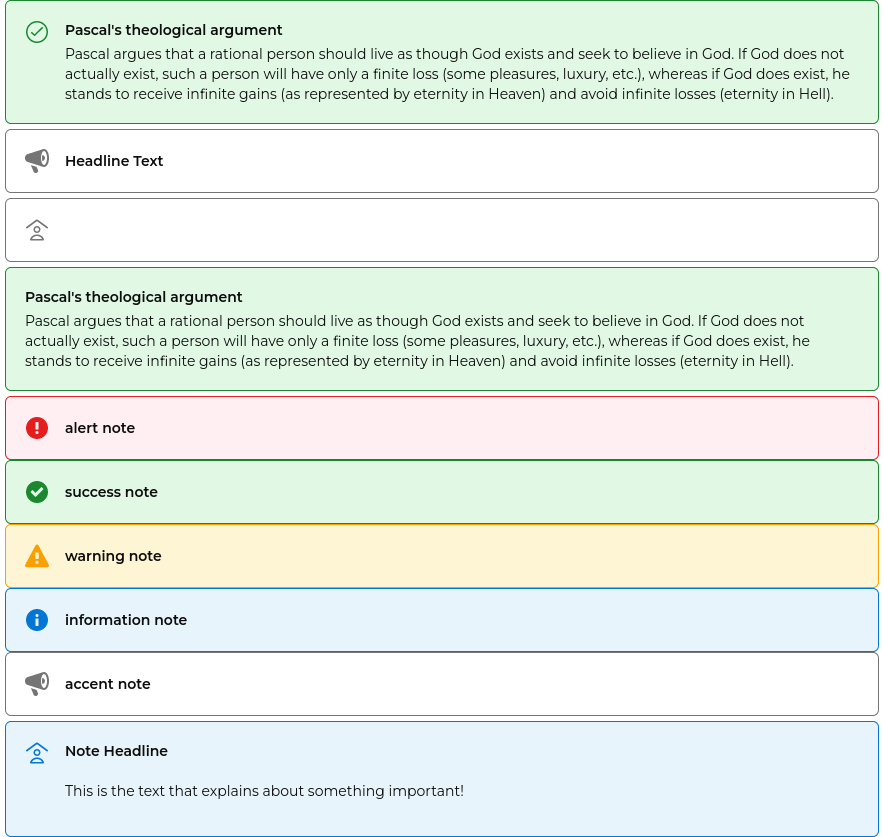 Pascal's theological argument
Pascal argues that a rational person should live as though God exists and seek to believe in God. If God does not
actually exist, such a person will have only a finite loss (some pleasures, luxury, etc.), whereas if God does exist, he
stands to receive infinite gains (as represented by eternity in Heaven) and avoid infinite losses (eternity in Hell).
Headline Text
Pascal's theological argument
Pascal argues that a rational person should live as though God exists and seek to believe in God. If God does not
actually exist, such a person will have only a finite loss (some pleasures, luxury, etc.), whereas if God does exist, he
stands to receive infinite gains (as represented by eternity in Heaven) and avoid infinite losses (eternity in Hell).
alert note
success note
warning note
information note
accent note
Note Headline
This is the text that explains about something important!